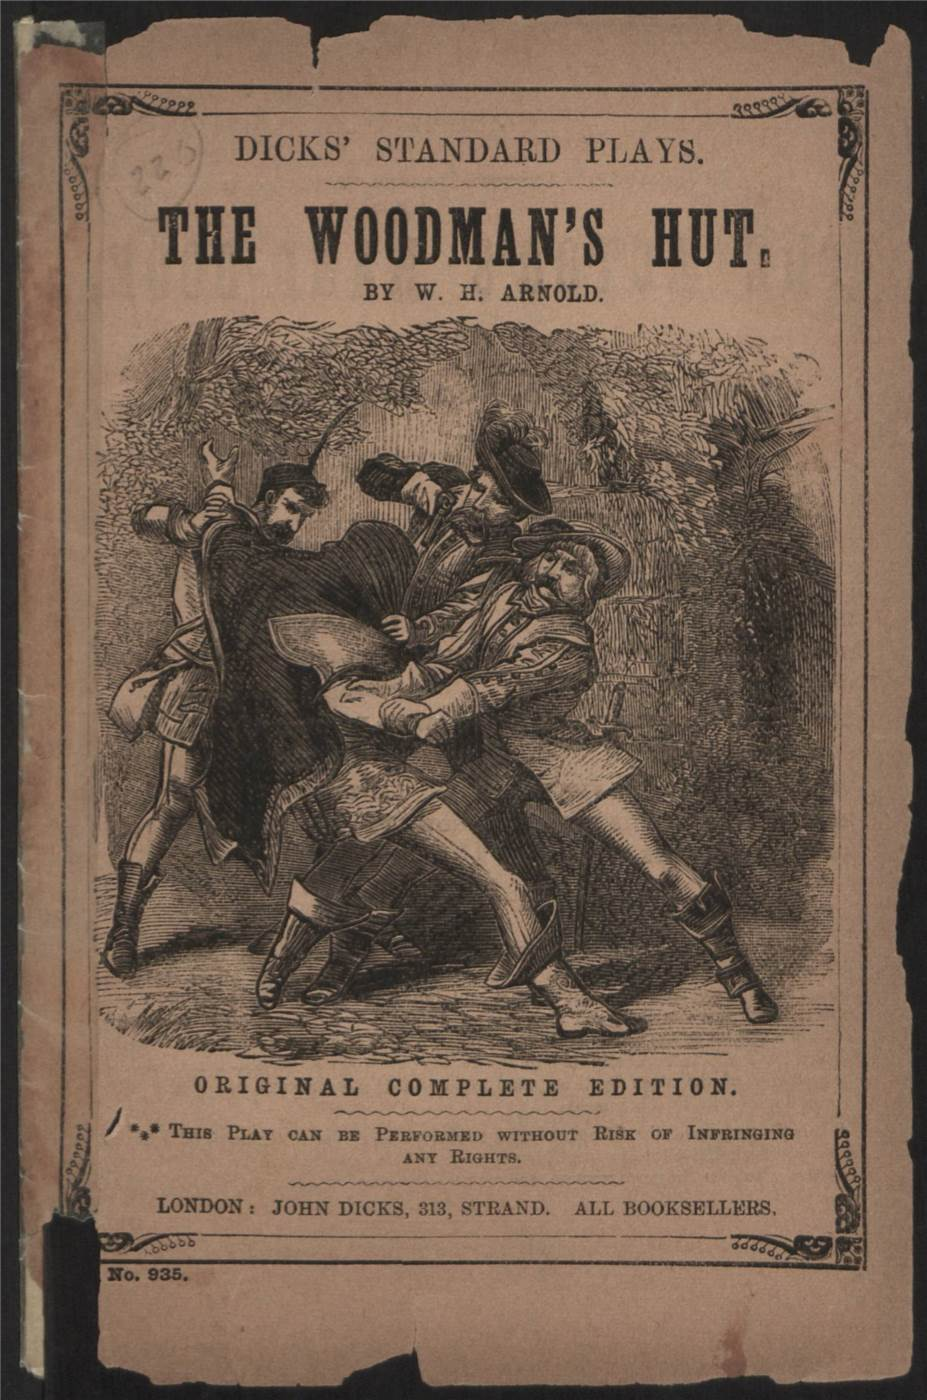 DICKS' STANDARD PLAYS.
226
THE WOODMAN'S HUT.
BY W. H. ARNOLD.
ORIGINAL COMPLETE EDITION.
*** THIS PLAY CAN BE PERFORMED WITHOUT RISK OF INFRINGING
ANY RIGHTS.
LONDON: JOHN DICKS, 313, STRAND. ALL BOOKSELLERS.
No. 935.